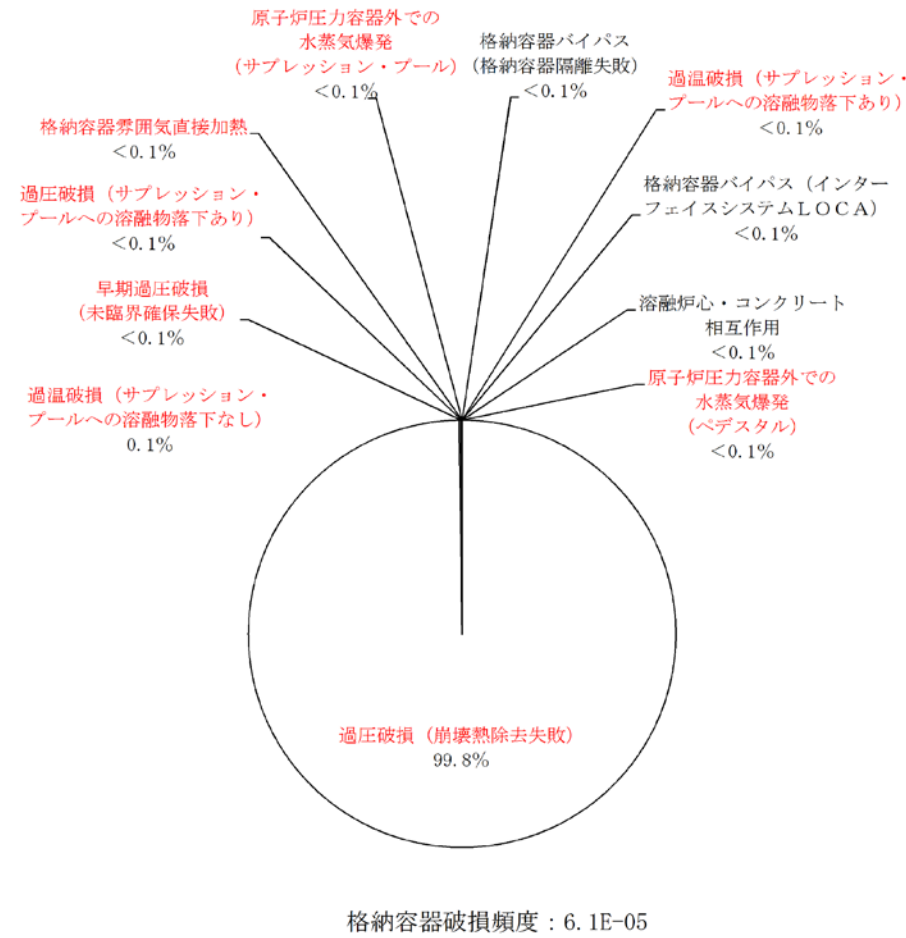 原子炉圧力容器外での
水蒸気爆発
(サプレッション・プール)
<0.1%
格納容器バイパス
(格納容器隔離失敗)
<0.1%
過温破損（サプレッション・
プールへの溶融物落下あり）
<0.1%
格納容器雰囲気直接加熱
<0.1%
過圧破損（サプレッション・
プールへの溶融物落下あり）
<0.1%
格納容器バイパス（インター
フェイスシステムＬＯＣＡ）
<0.1%
早期過圧破損
(未臨界確保失敗)
<0.1%
溶融炉心・コンクリート
相互作用
<0.1%
過温破損（サプレッション・
プールへの溶融物落下なし）
0.1%
原子炉圧力容器外での
水蒸気爆発
(ペデスタル)
<0.1%
過圧破損（崩壊熱除去失敗）
99.8%
格納容器破損頻度：6.1E-05